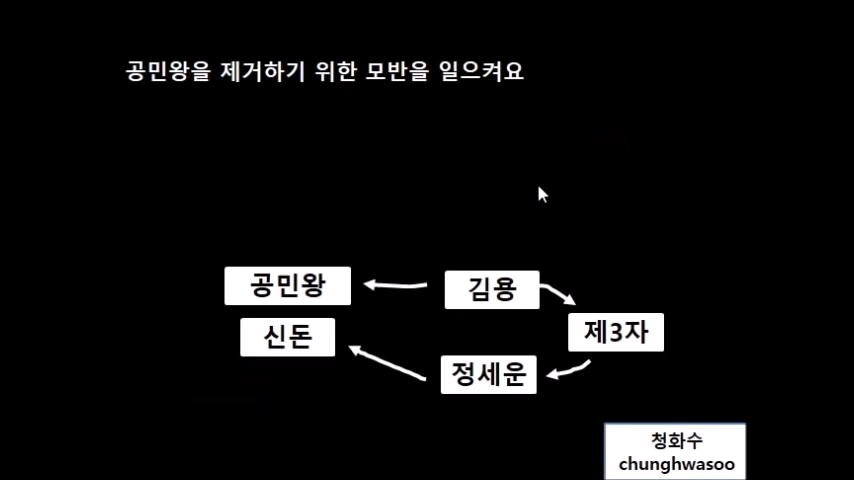 공민왕을 제거하기 위한 모반을 일으켜요
공민왕
김용
신돈
제3자
정세운
청화수
chunghwasoo